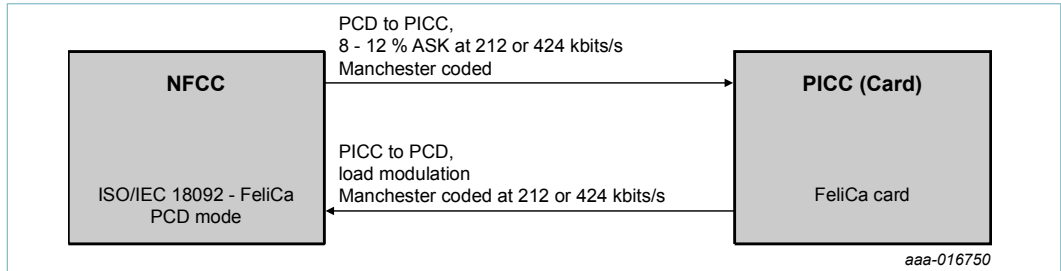 PCD to PICC,
8 - 12 % ASK at 212 or 424 kbits/s
Manchester coded
NFCC
PICC (Card)
PICC to PCD,
load modulation
Manchester coded at 212 or 424 kbits/s
ISO/IEC 18092 - FeliCa
PCD mode
FeliCa card
aaa-016750